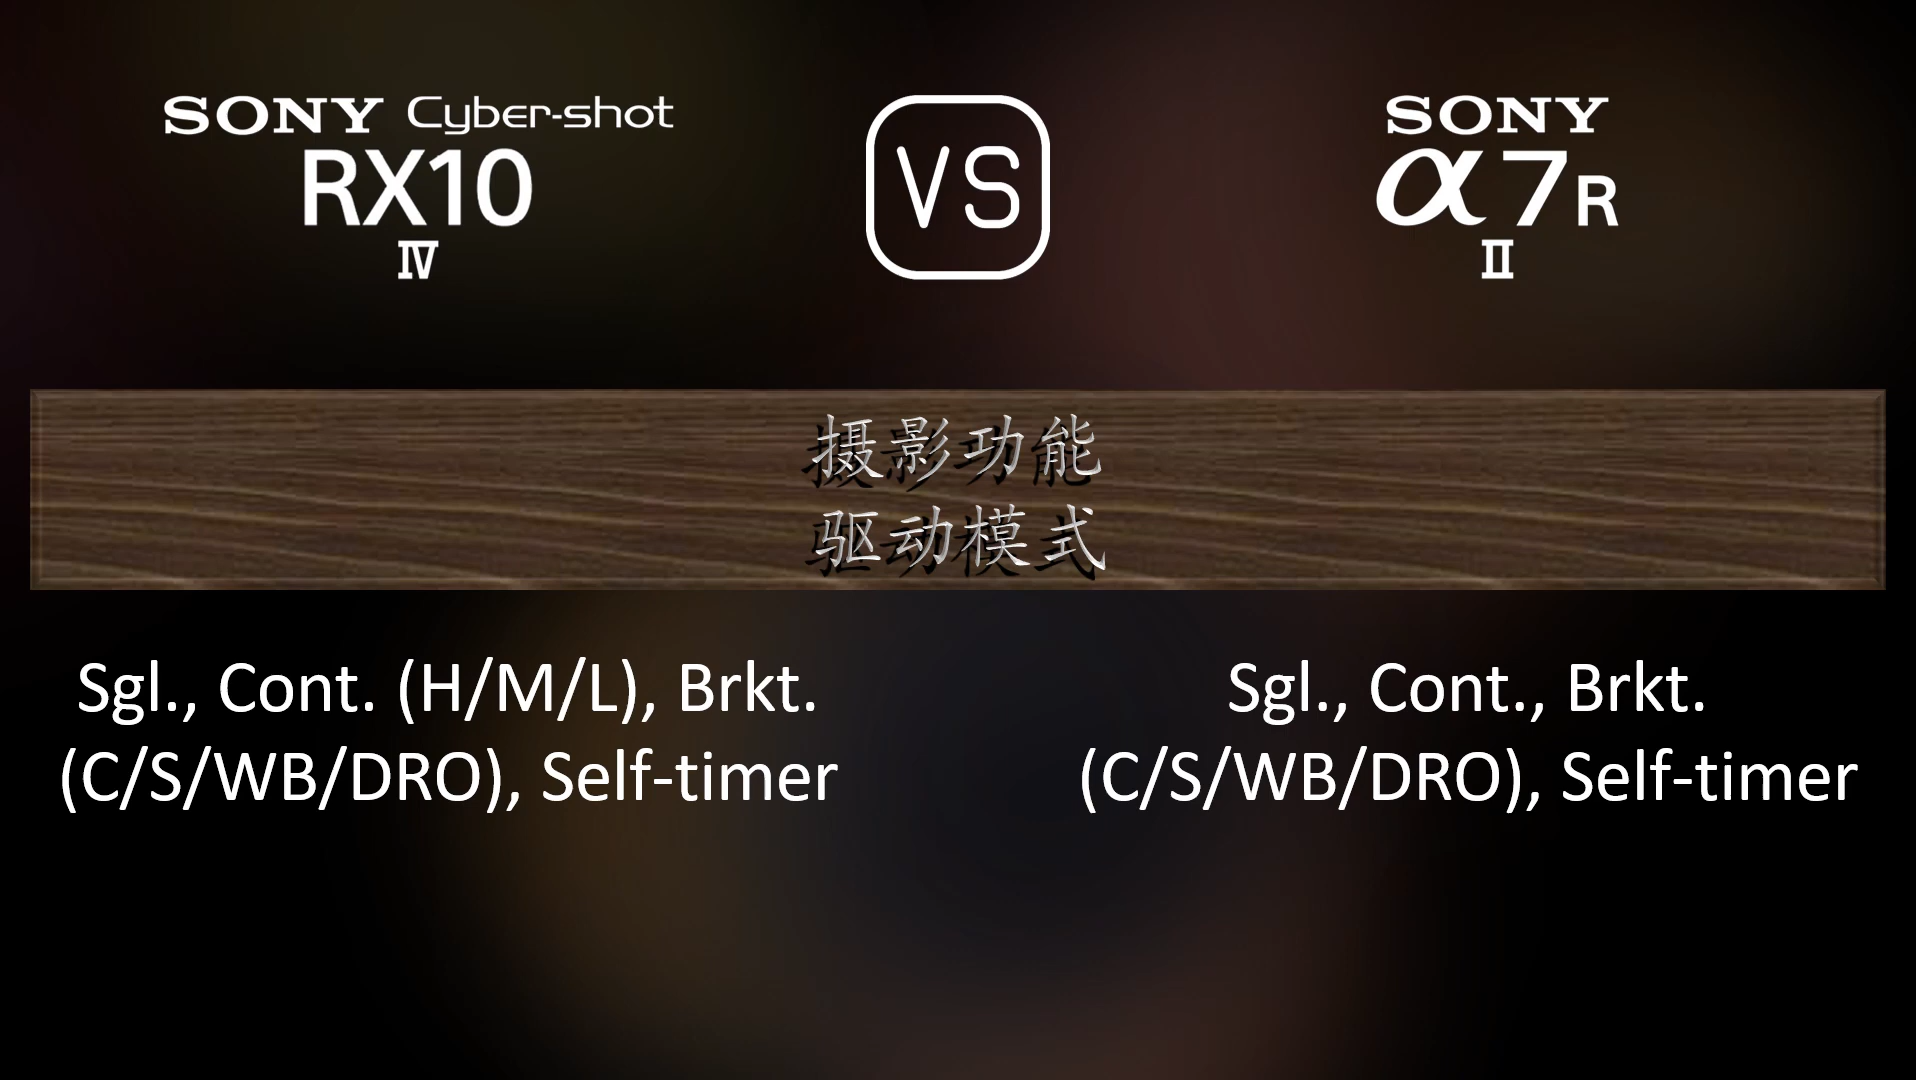 SONY Cyber-shot
RX10
IV
VS
SONY
α7R
II
摄影功能
驱动模式
Sgl., Cont. (H/M/L), Brkt.
(C/S/WB/DRO), Self-timer
Sgl., Cont., Brkt.
(C/S/WB/DRO), Self-timer